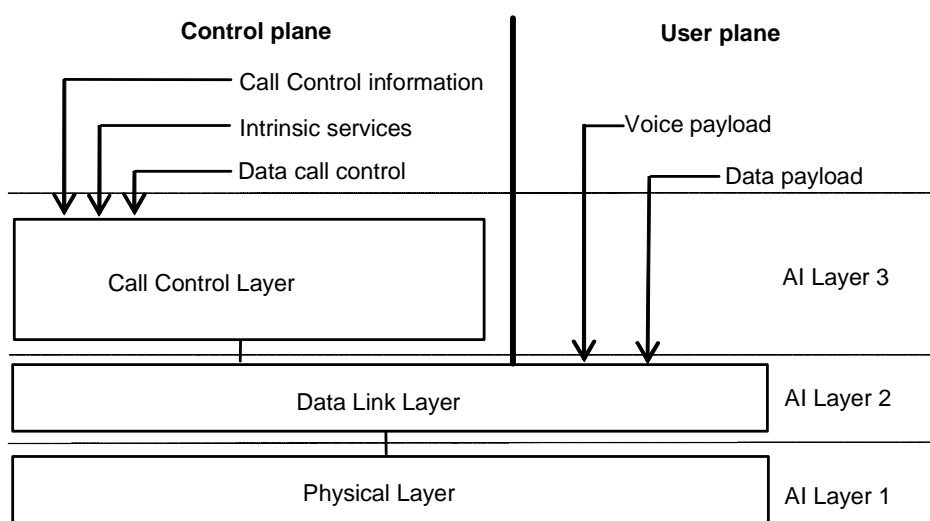 Control plane
User plane
Call Control information
Intrinsic services
Voice payload
Data call control
Data payload
Call Control Layer
AI Layer 3
Data Link Layer
AI Layer 2
Physical Layer
AI Layer 1